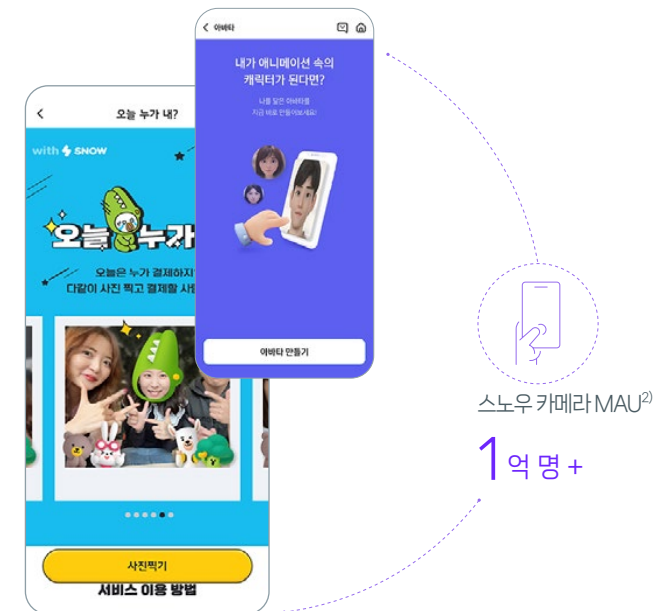 아바타
내가 애니메이션 속의
캐릭터가 된다면?
나를 닮은 아바타를
지금 바로 만들어보세요!
아바타 만들기
오늘 누가 내?
with SNOW
오늘 누가
오늘은 누가 결제하지
다같이 사진 찍고 결제할 사
사진찍기
서비스 이용 방법
스노우 카메라 MAU2)
1억 명 +